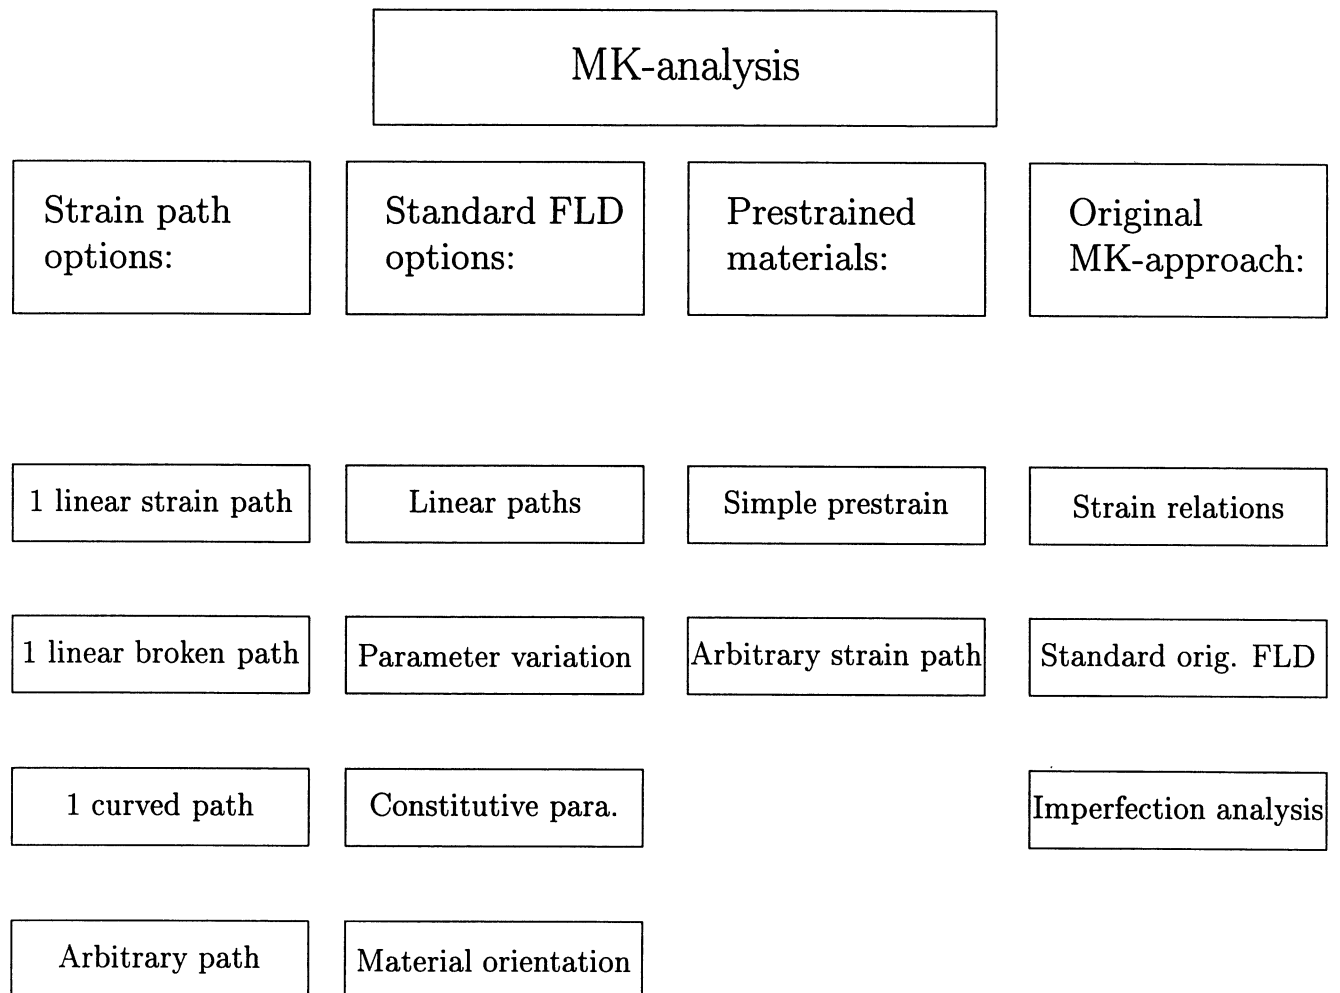 MK-analysis
Strain path
options:
Standard FLD
options:
Prestrained
materials:
Original
MK-approach:
1 linear strain path
Linear paths
Simple prestrain
Strain relations
1 linear broken path
Parameter variation
Arbitrary strain path
Standard orig. FLD
1 curved path
Constitutive para.
Imperfection analysis
Arbitrary path
Material orientation